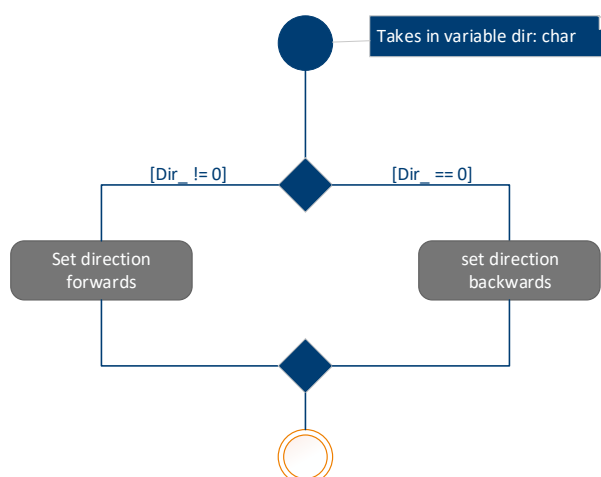 Takes in variable dir: char
[Dir_ != 0]
[Dir_ == 0]
Set direction
forwards
set direction
backwards